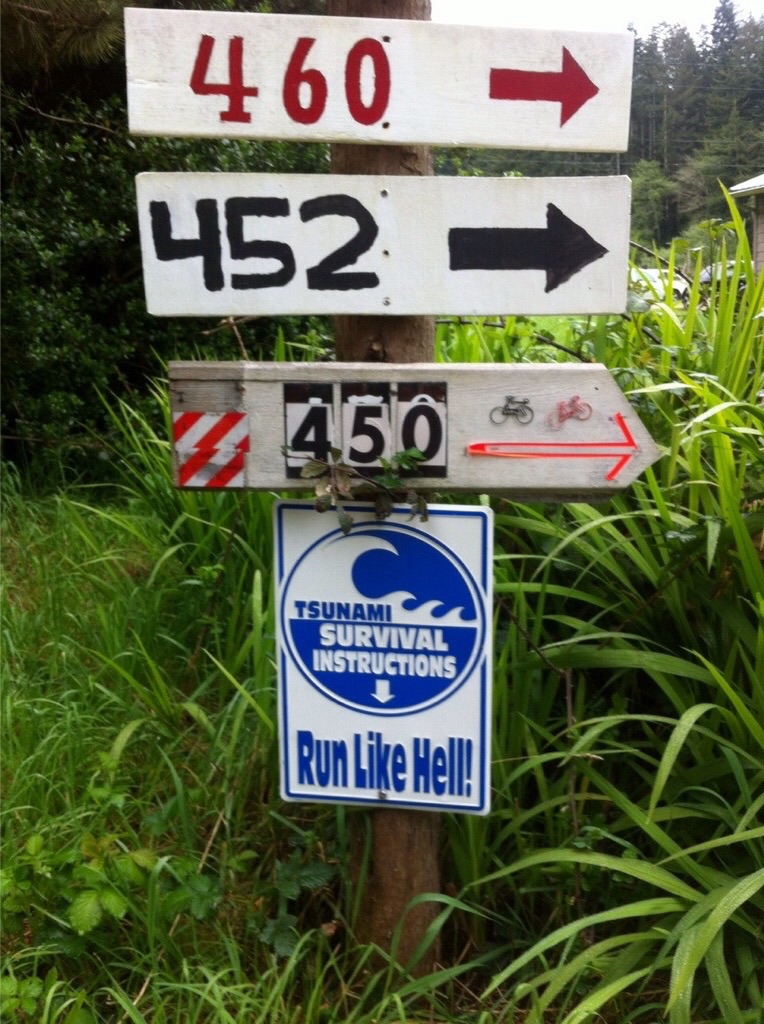 460
452
450
TSUNAMI
SURVIVAL
INSTRUCTIONS
Run Like Hell!